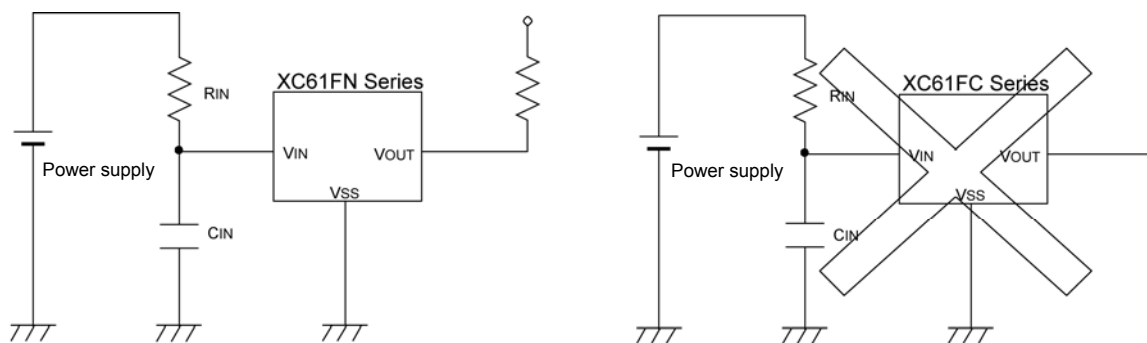 XC61FN Series
RIN
VIN
VOUT
Power supply
VSS
CIN
XC61FC Series
RIN
VIN
VOUT
Power supply
VSS
CIN